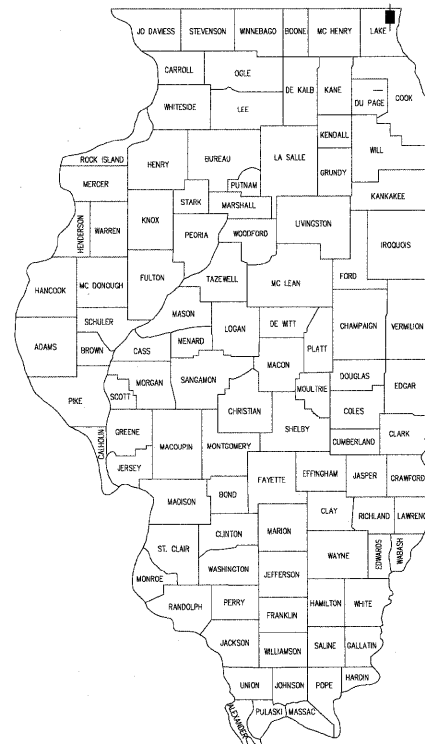 JO DAVIESS STEVENSON WINNEBAGO BOONE MC HENRY LAKE
CARROLL OGLE
DE KALB KANE COOK
DU PAGE
WHITESIDE LEE
KENDALL
WILL
ROCK ISLAND HENRY BUREAU LA SALLE
GRUNDY
MERCER PUTNAM
STARK MARSHALL KANKAKEE
HENDERSON WARREN KNOX PEORIA WOODFORD LIVINGSTON
IROQUOIS
FULTON TAZEWELL MC LEAN FORD
HANCOOK MC DONOUGH
MASON
SCHULER LOGAN DE WITT CHAMPAIGN VERMILION
ADAMS BROWN CASS MENARD PLATT
MACON
MORGAN SANGAMON DOUGLAS EDGAR
PIKE SCOTT MOULTRIE
CHRISTIAN COLES
GREENE SHELBY
CALHOUN MACOUPIN MONTGOMERY CUMBERLAND CLARK
JERSEY
FAYETTE EFFINGHAM JASPER CRAWFORD
MADISON BOND
CLAY RICHLAND LAWRENC
ST. CLAIR CLINTON MARION
WAYNE EDWARDS WABASH
MONROE WASHINGTON JEFFERSON
RANDOLPH PERRY HAMILTON WHITE
FRANKLIN
JACKSON SALINE GALLATIN
WILLIAMSON
HARDIN
UNION JOHNSON POPE
ALEXANDER PULASKI MASSAC